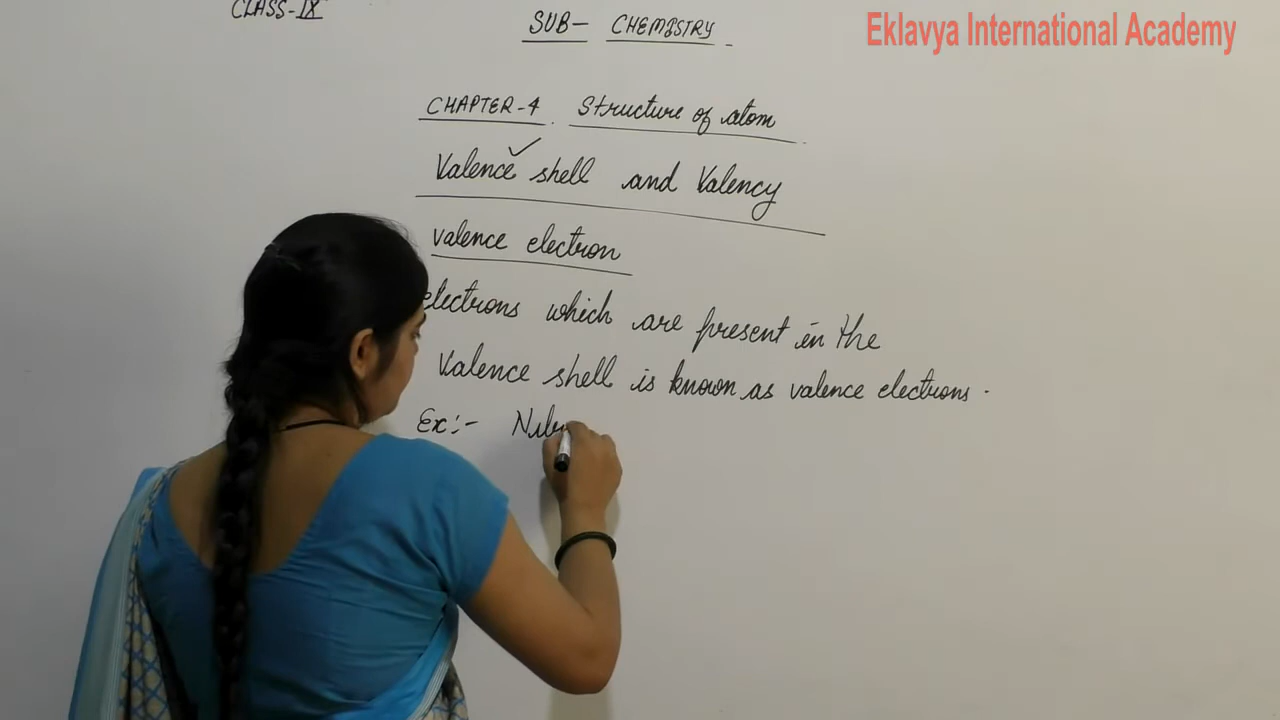 CLASS-IX
SUB- CHEMISTRY
Eklavya International Academy
CHAPTER-4. Structure of atom
Valence shell and Valency
valence electron
electrons which are present in the
Valence shell is known as valence electrons.
Ex:-